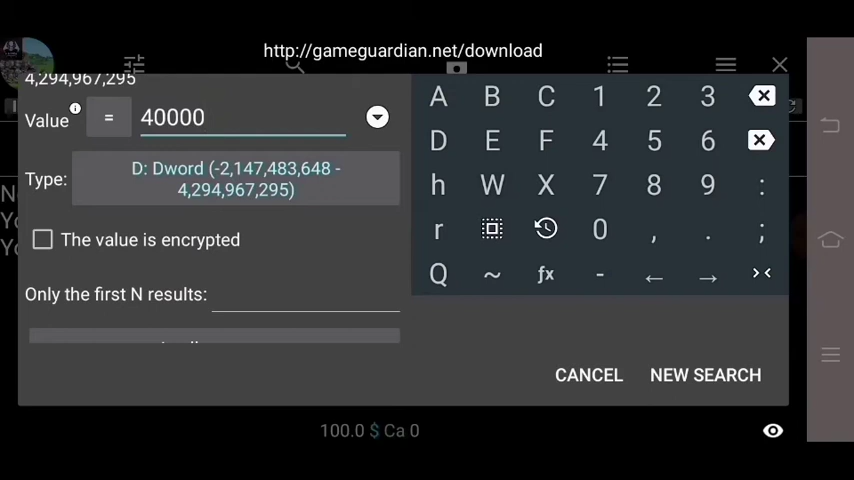 http://gameguardian.net/download
4,294,967,295
Value = 40000
Type: D: Dword (-2,147,483,648 -
4,294,967,295)
The value is encrypted
Only the first N results:
A B C 1 2 3
D E F 4 5 6
h W X 7 8 9 :
r 0 , . ;
Q ~ ƒx - ← → ><
CANCEL NEW SEARCH
100.0 $ Ca 0